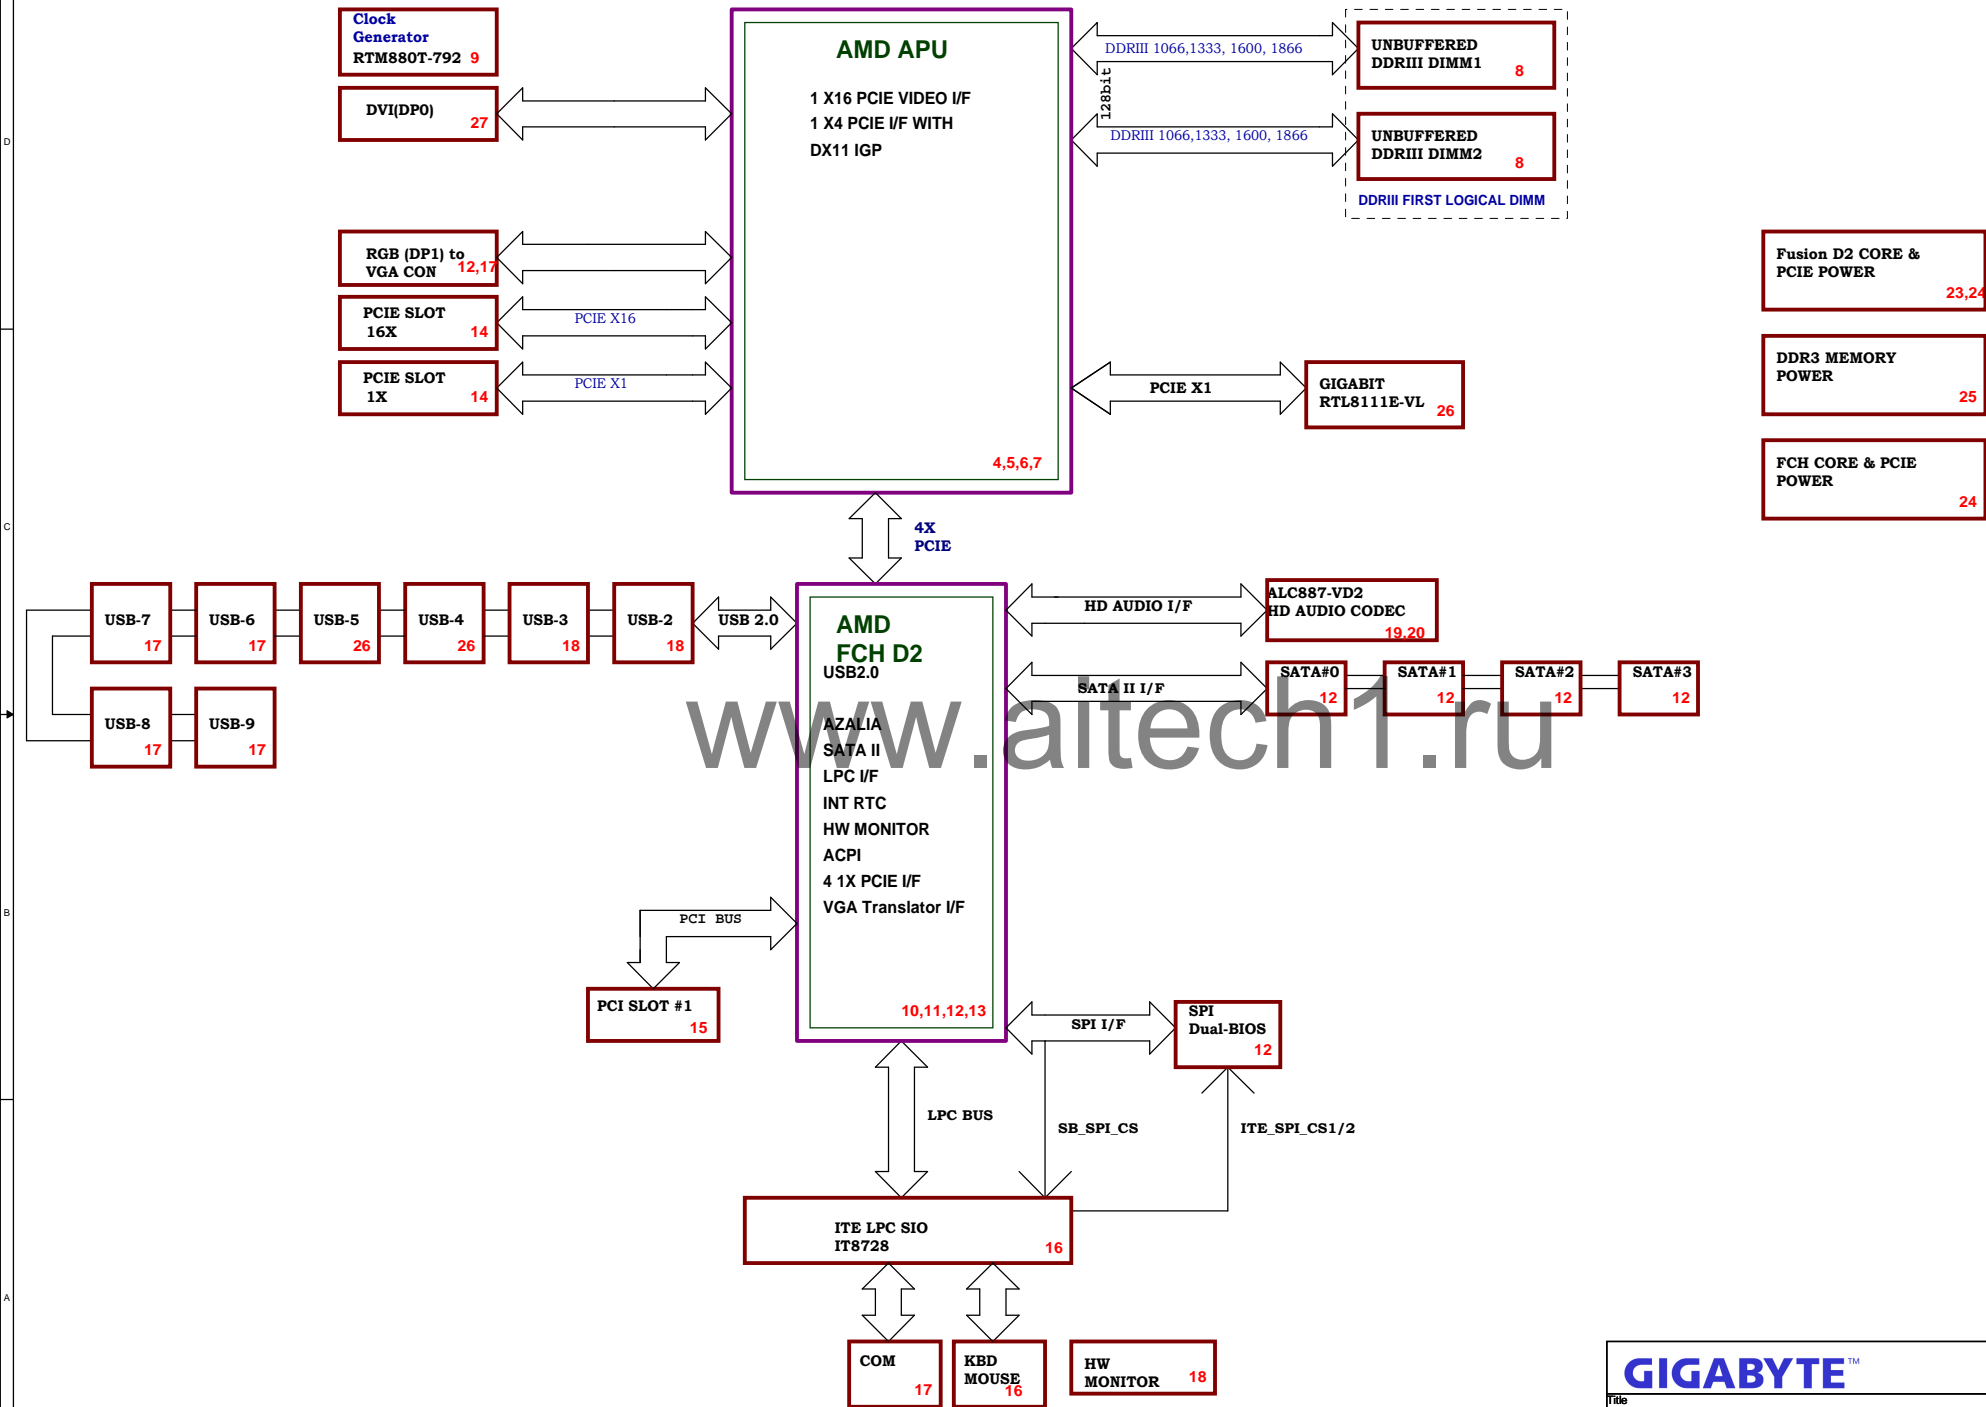 Clock
Generator
RTM880T-792 9
DVI(DP0)
27
RGB (DP1) to
VGA CON 12,17
PCIE SLOT
16X 14
PCIE X16
PCIE SLOT
1X 14
PCIE X1
AMD APU
1 X16 PCIE VIDEO I/F
1 X4 PCIE I/F WITH
DX11 IGP
4,5,6,7
DDRIII 1066,1333, 1600, 1866
128bit
DDRIII 1066,1333, 1600, 1866
UNBUFFERED
DDRIII DIMM1
8
UNBUFFERED
DDRIII DIMM2
8
DDRIII FIRST LOGICAL DIMM
PCIE X1
GIGABIT
RTL8111E-VL 26
Fusion D2 CORE &
PCIE POWER
23,24
DDR3 MEMORY
POWER
25
FCH CORE & PCIE
POWER
24
4X
PCIE
USB-7
17
USB-6
17
USB-5
26
USB-4
26
USB-3
18
USB-2
18
USB 2.0
USB-8
17
USB-9
17
AMD
FCH D2
USB2.0
AZALIA
SATA II
LPC I/F
INT RTC
HW MONITOR
ACPI
4 1X PCIE I/F
VGA Translator I/F
10,11,12,13
HD AUDIO I/F
ALC887-VD2
HD AUDIO CODEC
19,20
SATA II I/F
SATA#0
12
SATA#1
12
SATA#2
12
SATA#3
12
www.aitech1.ru
PCI BUS
PCI SLOT #1
15
SPI I/F
SPI
Dual-BIOS
12
LPC BUS
SB_SPI_CS
ITE_SPI_CS1/2
ITE LPC SIO
IT8728 16
COM
17
KBD
MOUSE
16
HW
MONITOR 18
GIGABYTE™
Title
D
C
B
A